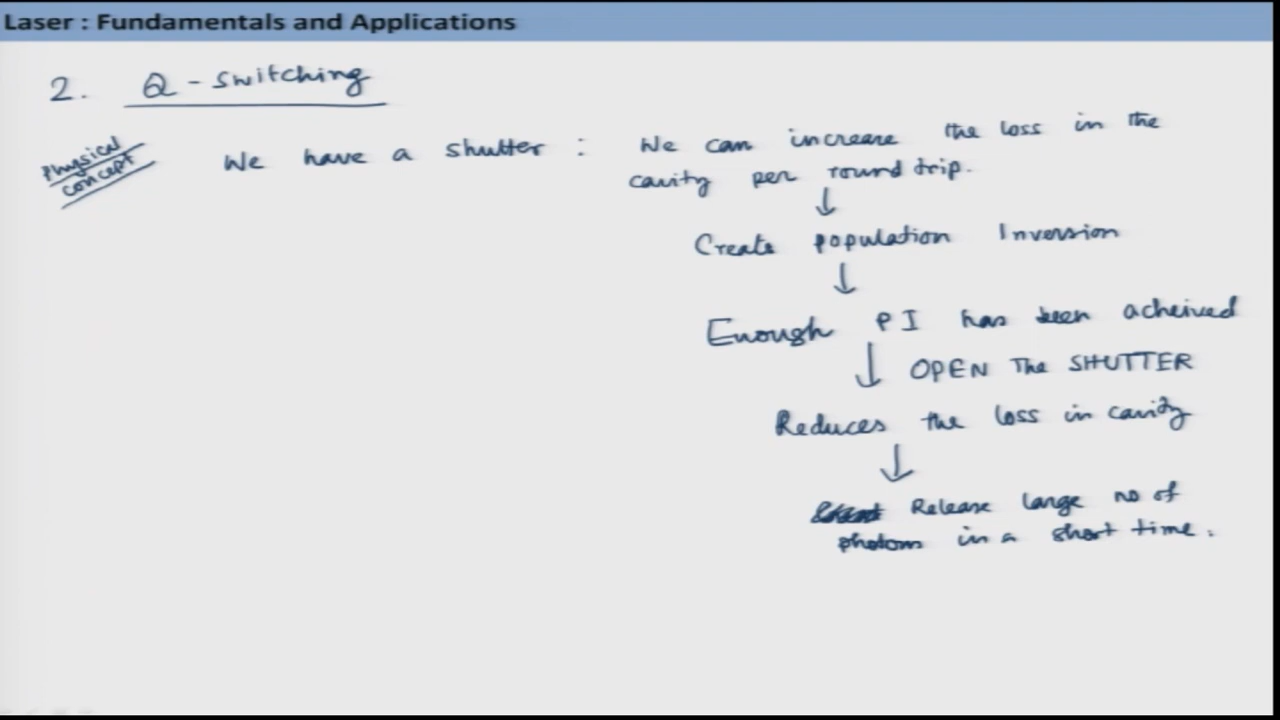 Laser : Fundamentals and Applications
2. Q - Switching
Physical concept
We have a shutter : We can increase the loss in the
cavity per round trip.
↓
Create population Inversion
↓
Enough PI has been acheived
↓ OPEN The SHUTTER
Reduces the loss in cavity
↓
Release large no of
photons in a short time.